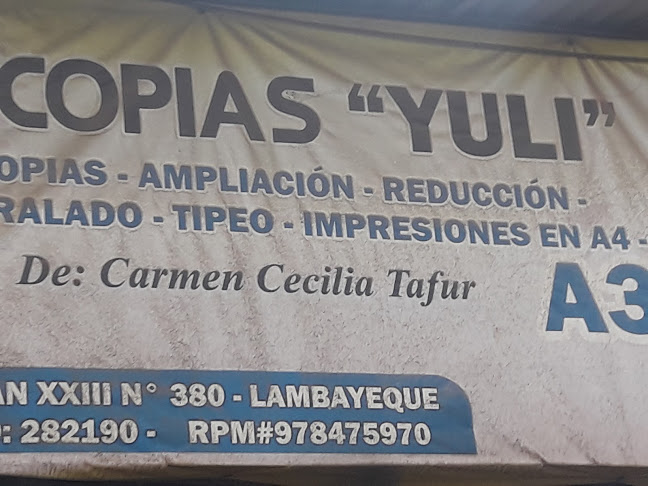 COPIAS "YULI"
OPIAS - AMPLIACIÓN - REDUCCIÓN -
RALADO - TIPEO - IMPRESIONES EN A4 -
De: Carmen Cecilia Tafur
A3
AN XXIII N° 380 - LAMBAYEQUE
O: 282190 - RPM#978475970